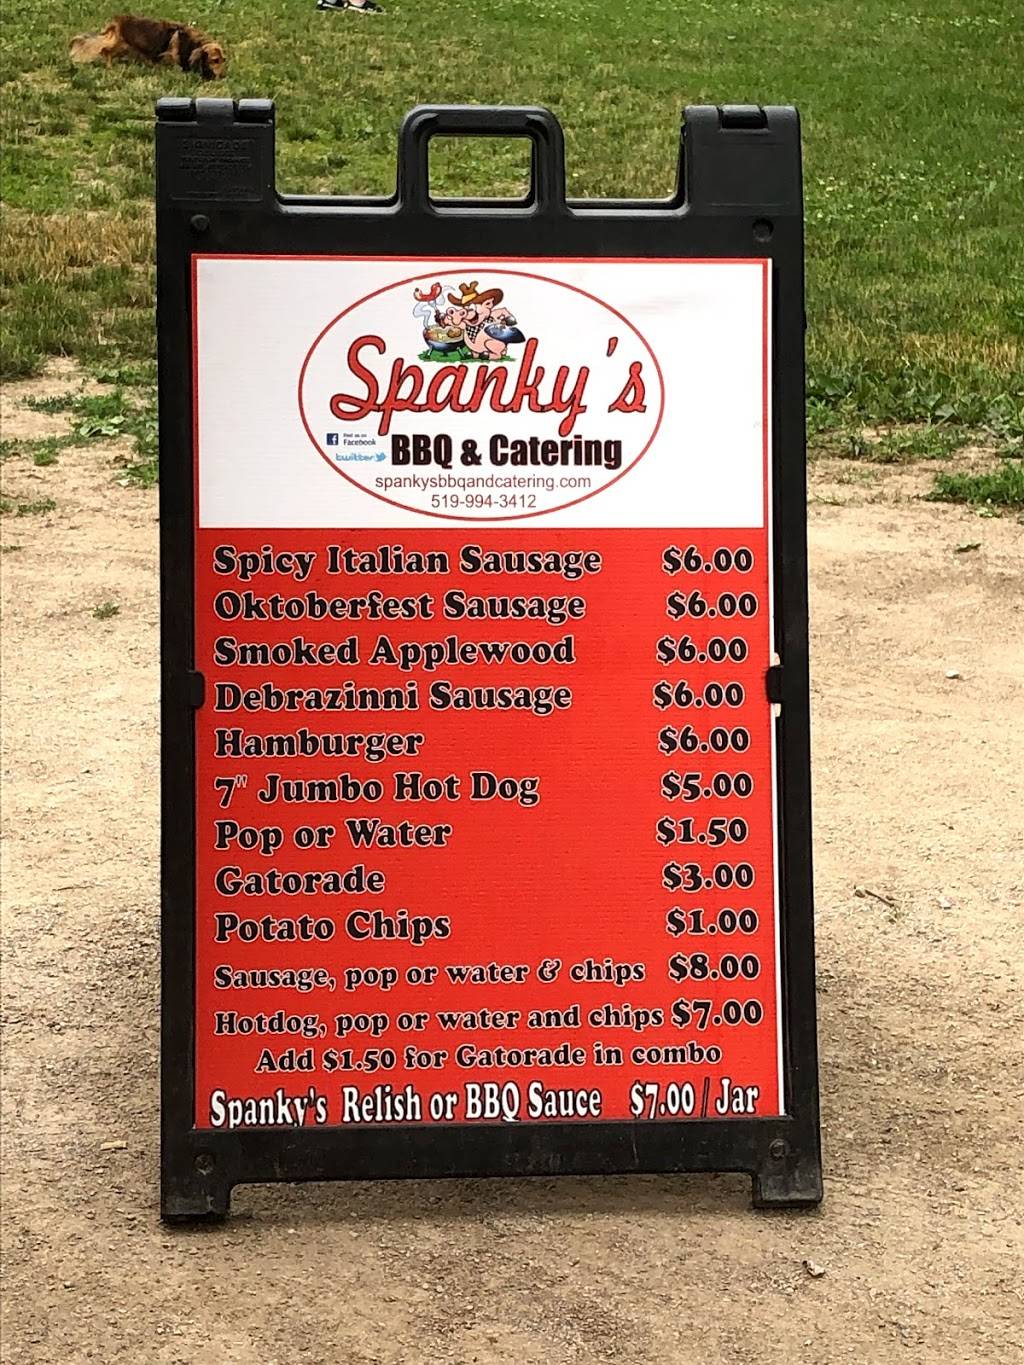 Spanky's
Find us on
Facebook
twitter
BBQ & Catering
spankysbbqandcatering.com
519-994-3412
Spicy Italian Sausage $6.00
Oktoberfest Sausage $6.00
Smoked Applewood $6.00
Debrazinni Sausage $6.00
Hamburger $6.00
7" Jumbo Hot Dog $5.00
Pop or Water $1.50
Gatorade $3.00
Potato Chips $1.00
Sausage, pop or water & chips $8.00
Hotdog, pop or water and chips $7.00
Add $1.50 for Gatorade in combo
Spanky's Relish or BBQ Sauce $7.00 / Jar